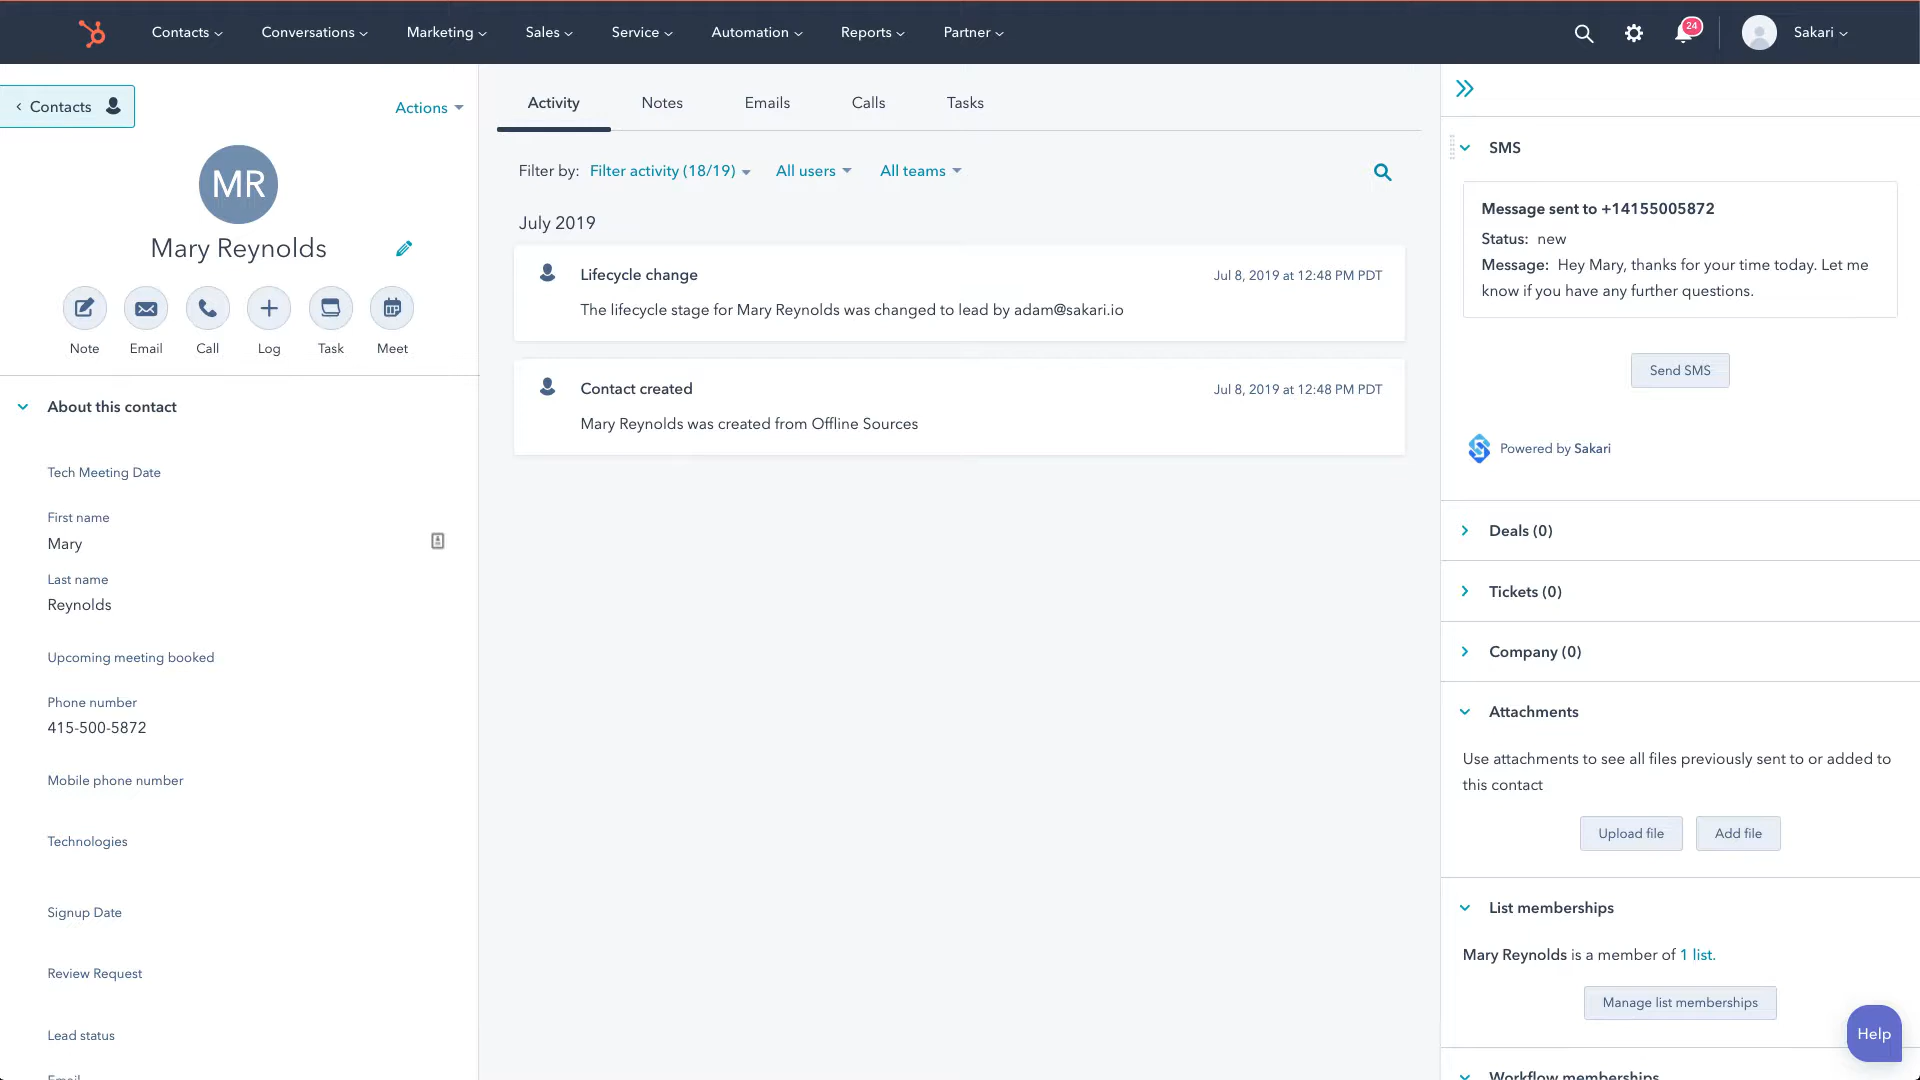 Contacts
Conversations
Marketing
Sales
Service
Automation
Reports
Partner
24
Sakari
Contacts
Actions
MR
Mary Reynolds
Note
Email
Call
Log
Task
Meet
About this contact
Tech Meeting Date
First name
Mary
Last name
Reynolds
Upcoming meeting booked
Phone number
415-500-5872
Mobile phone number
Technologies
Signup Date
Review Request
Lead status
Email
Activity
Notes
Emails
Calls
Tasks
Filter by: Filter activity (18/19)
All users
All teams
July 2019
Lifecycle change
Jul 8, 2019 at 12:48 PM PDT
The lifecycle stage for Mary Reynolds was changed to lead by adam@sakari.io
Contact created
Jul 8, 2019 at 12:48 PM PDT
Mary Reynolds was created from Offline Sources
SMS
Message sent to +14155005872
Status: new
Message: Hey Mary, thanks for your time today. Let me
know if you have any further questions.
Send SMS
Powered by Sakari
Deals (0)
Tickets (0)
Company (0)
Attachments
Use attachments to see all files previously sent to or added to
this contact
Upload file
Add file
List memberships
Mary Reynolds is a member of 1 list.
Manage list memberships
Help
Workflow memberships